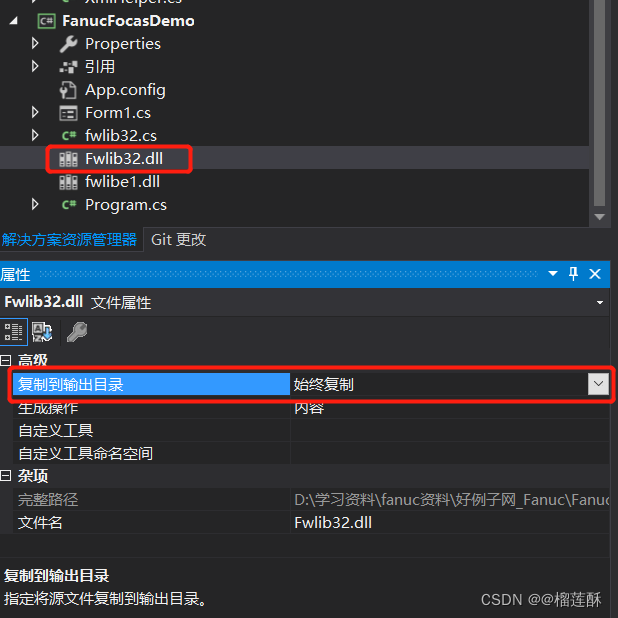 FanucFocasDemo
Properties
引用
App.config
Form1.cs
C# fwlib32.cs
Fwlib32.dll
fwlibe1.dll
C# Program.cs
解决方案资源管理器 Git 更改
属性
Fwlib32.dll 文件属性
高级
复制到输出目录 始终复制
生成操作 内容
自定义工具
自定义工具命名空间
杂项
完整路径 D:\学习资料\fanuc资料\好例子网_Fanuc\Fanuc
文件名 Fwlib32.dll
复制到输出目录
指定将源文件复制到输出目录。
CSDN @@榴莲酥